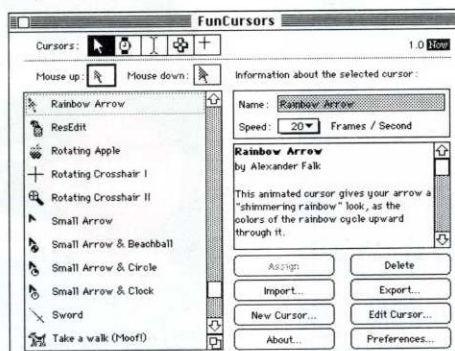 FunCursors
Cursors:
1.0 Now
Mouse up:
Mouse down:
Information about the selected cursor:
Rainbow Arrow
ResEdit
Rotating Apple
Rotating Crosshair I
Rotating Crosshair II
Small Arrow
Small Arrow & Beachball
Small Arrow & Circle
Small Arrow & Clock
Sword
Take a walk (Moof!)
Name: Rainbow Arrow
Speed: 20 Frames / Second
Rainbow Arrow
by Alexander Falk
This animated cursor gives your arrow a
"shimmering rainbow" look, as the
colors of the rainbow cycle upward
through it.
Assign
Delete
Import...
Export...
New Cursor...
Edit Cursor...
About...
Preferences...